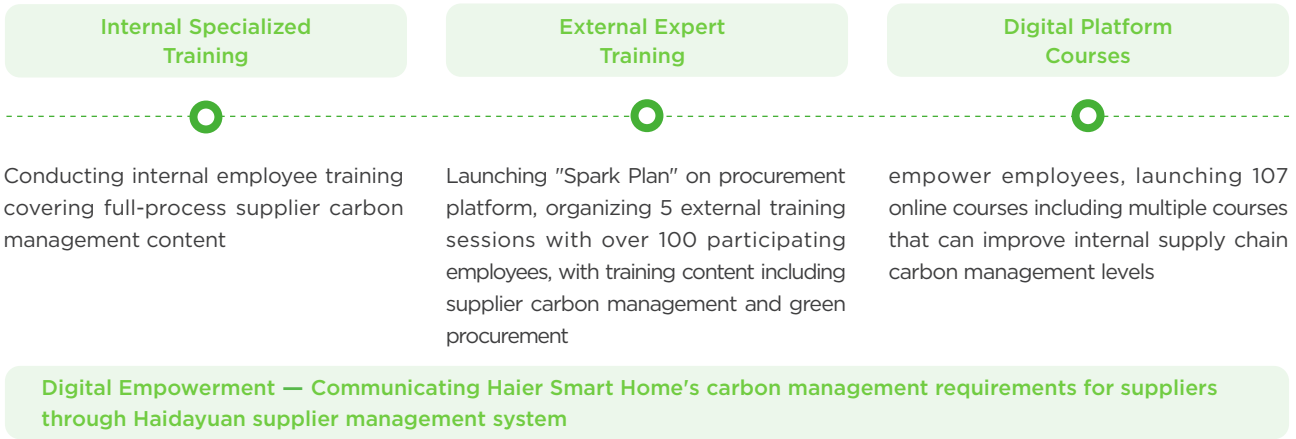 Internal Specialized
Training
External Expert
Training
Digital Platform
Courses
Conducting internal employee training
covering full-process supplier carbon
management content
Launching "Spark Plan" on procurement
platform, organizing 5 external training
sessions with over 100 participating
employees, with training content including
supplier carbon management and green
procurement
empower employees, launching 107
online courses including multiple courses
that can improve internal supply chain
carbon management levels
Digital Empowerment — Communicating Haier Smart Home's carbon management requirements for suppliers
through Haidayuan supplier management system